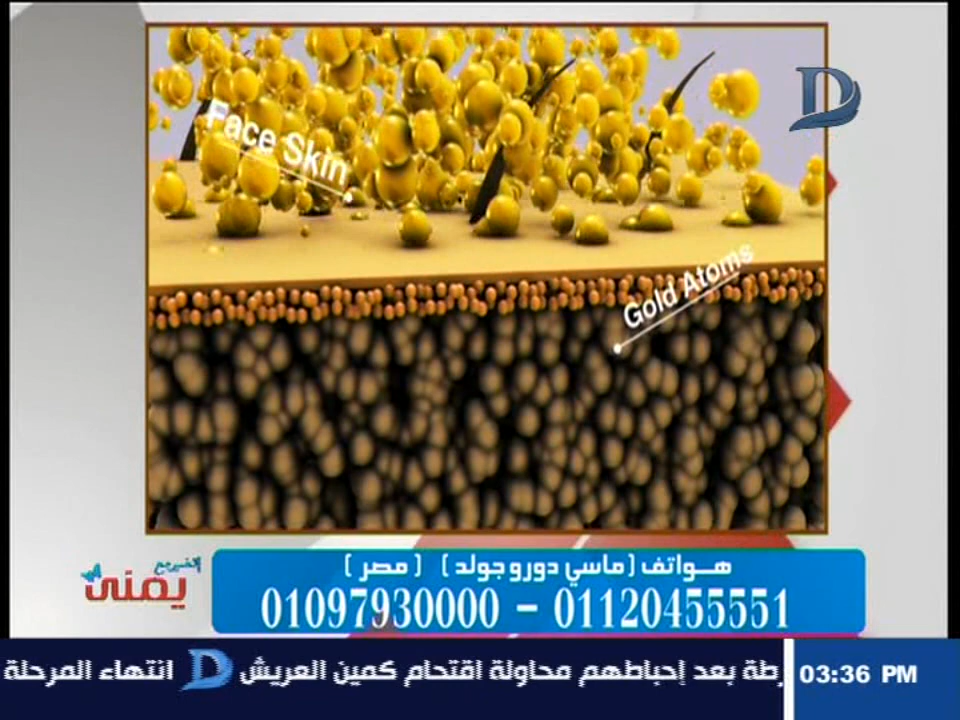 Face Skin
Gold Atoms
هـواتف (ماسي دورو جولد) (مصر)
01097930000 - 01120455551
يمنى
انتهاء المرحلة
بعد إحباطهم محاولة اقتحام كمين العريش
03:36 PM